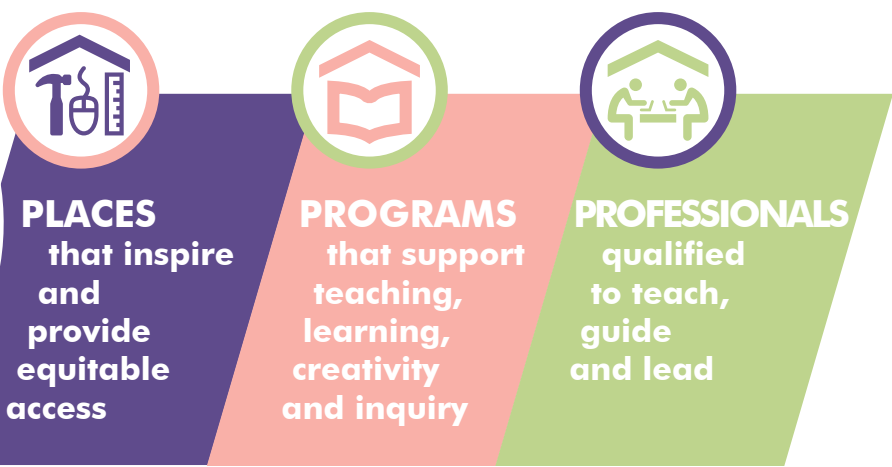 PLACES
that inspire
and
provide
equitable
access
PROGRAMS
that support
teaching,
learning,
creativity
and inquiry
PROFESSIONALS
qualified
to teach,
guide
and lead